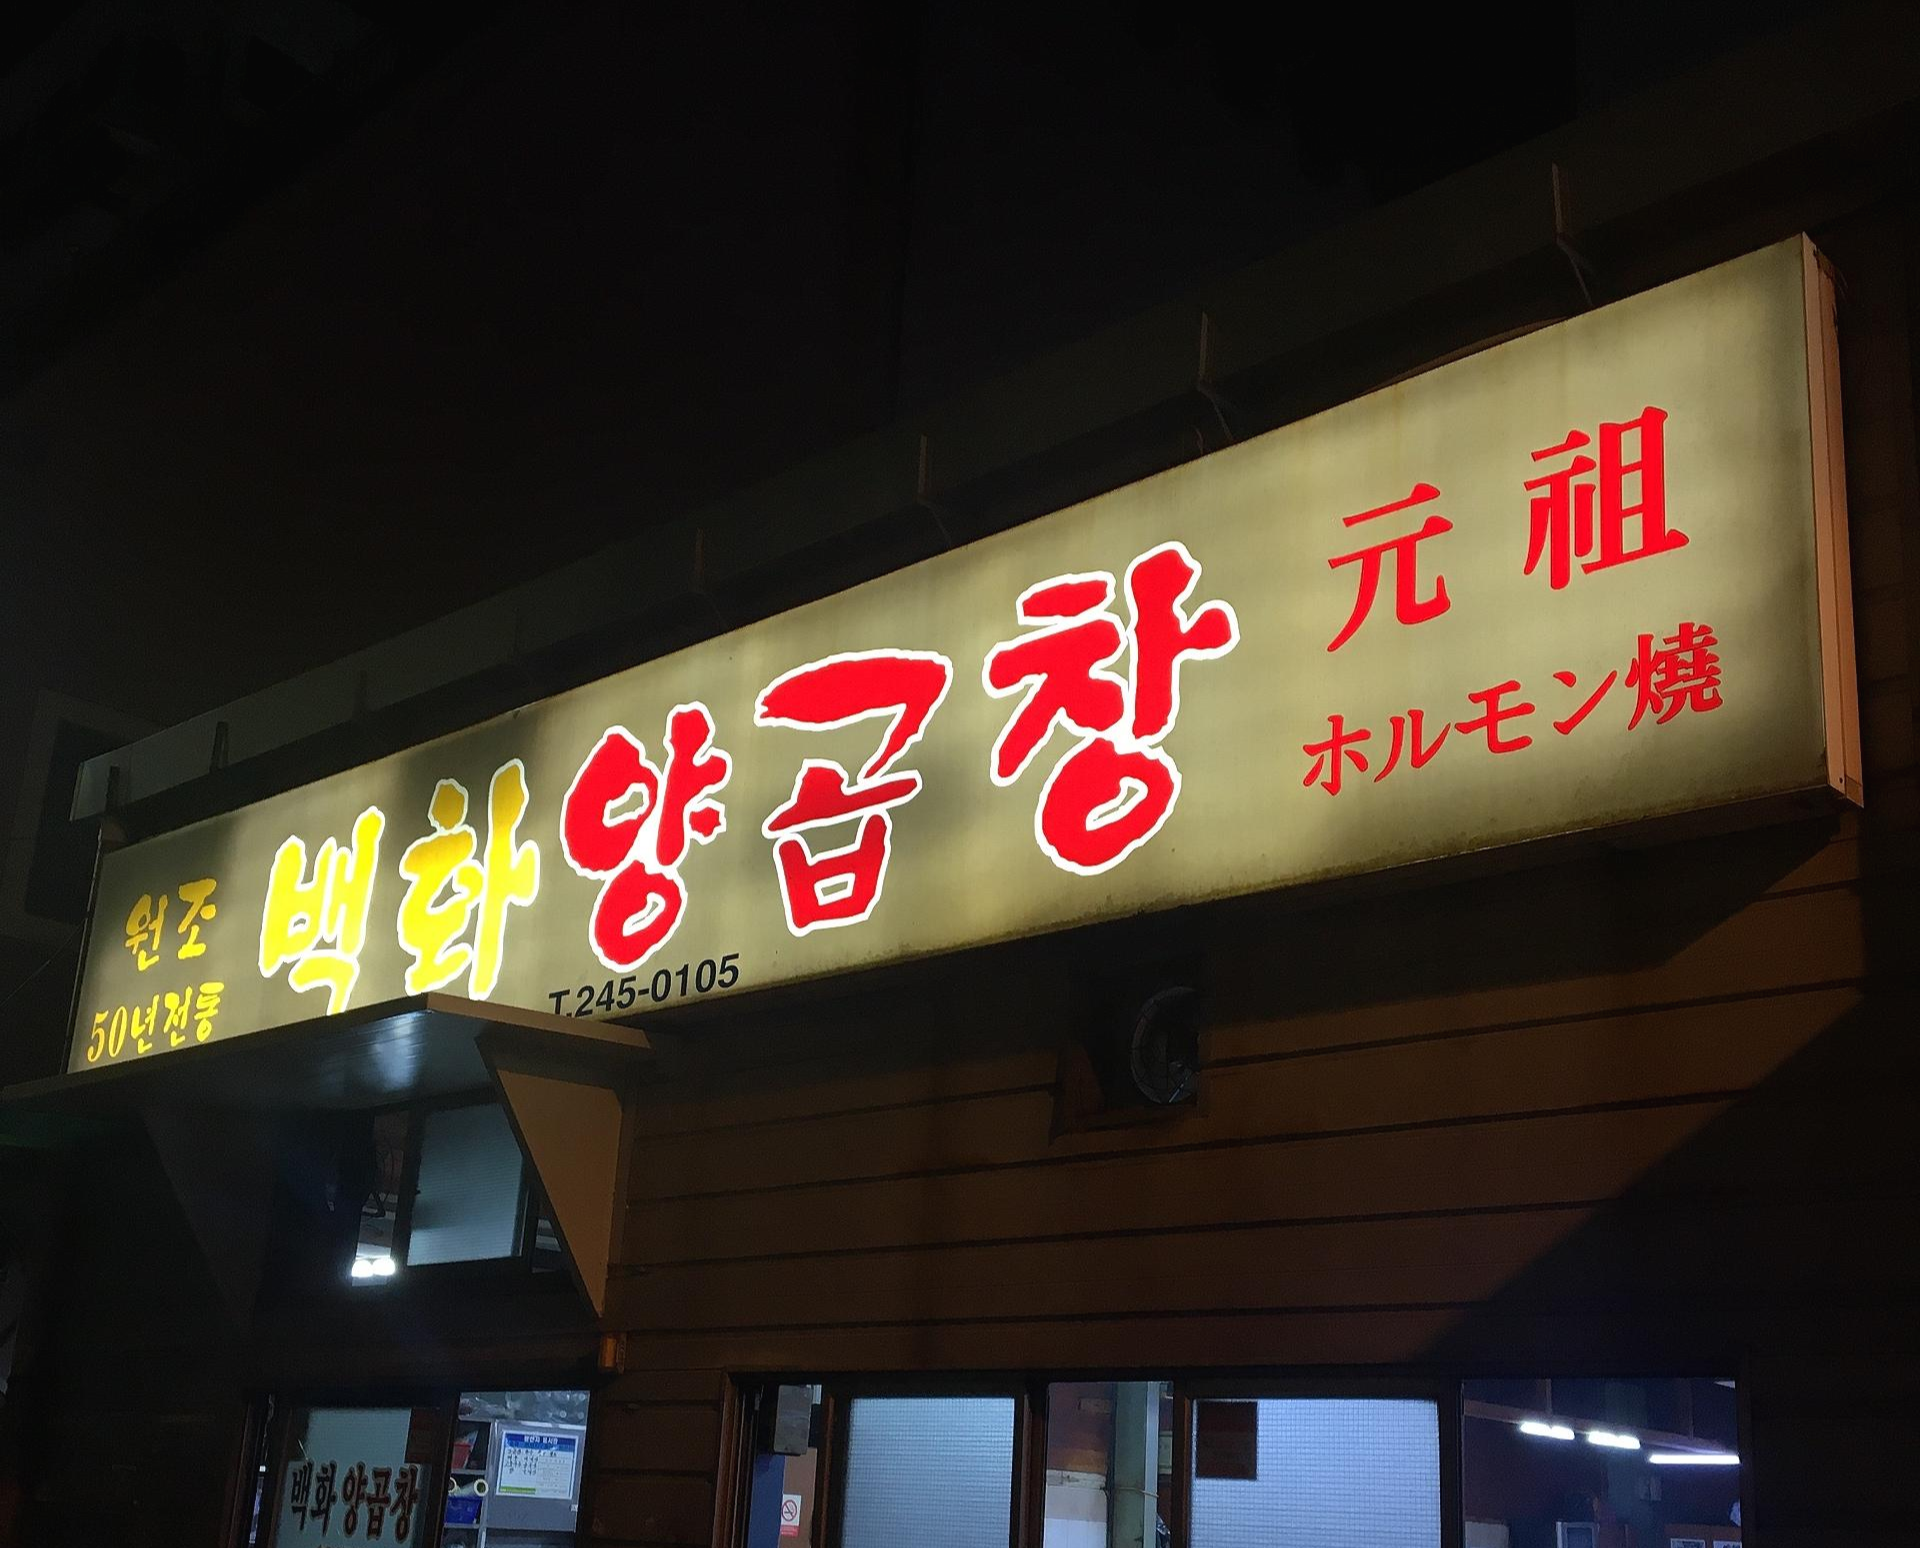 원조
50년전통
백화양곱창
T.245-0105
元祖
ホルモン焼
백화양곱창